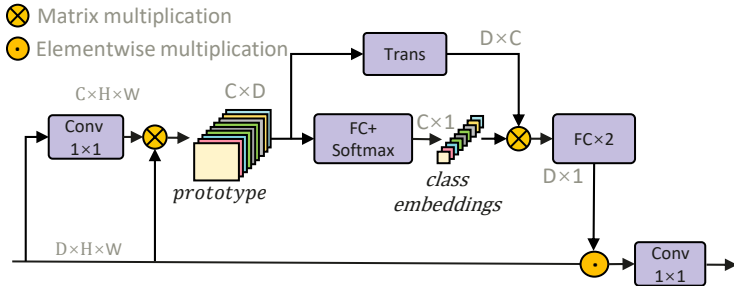 Matrix multiplication
Elementwise multiplication
D×C
Trans
C×H×W
C×D
Conv
1×1
FC+
Softmax
C×1
FC×2
prototype
class
embeddings
D×1
D×H×W
Conv
1×1